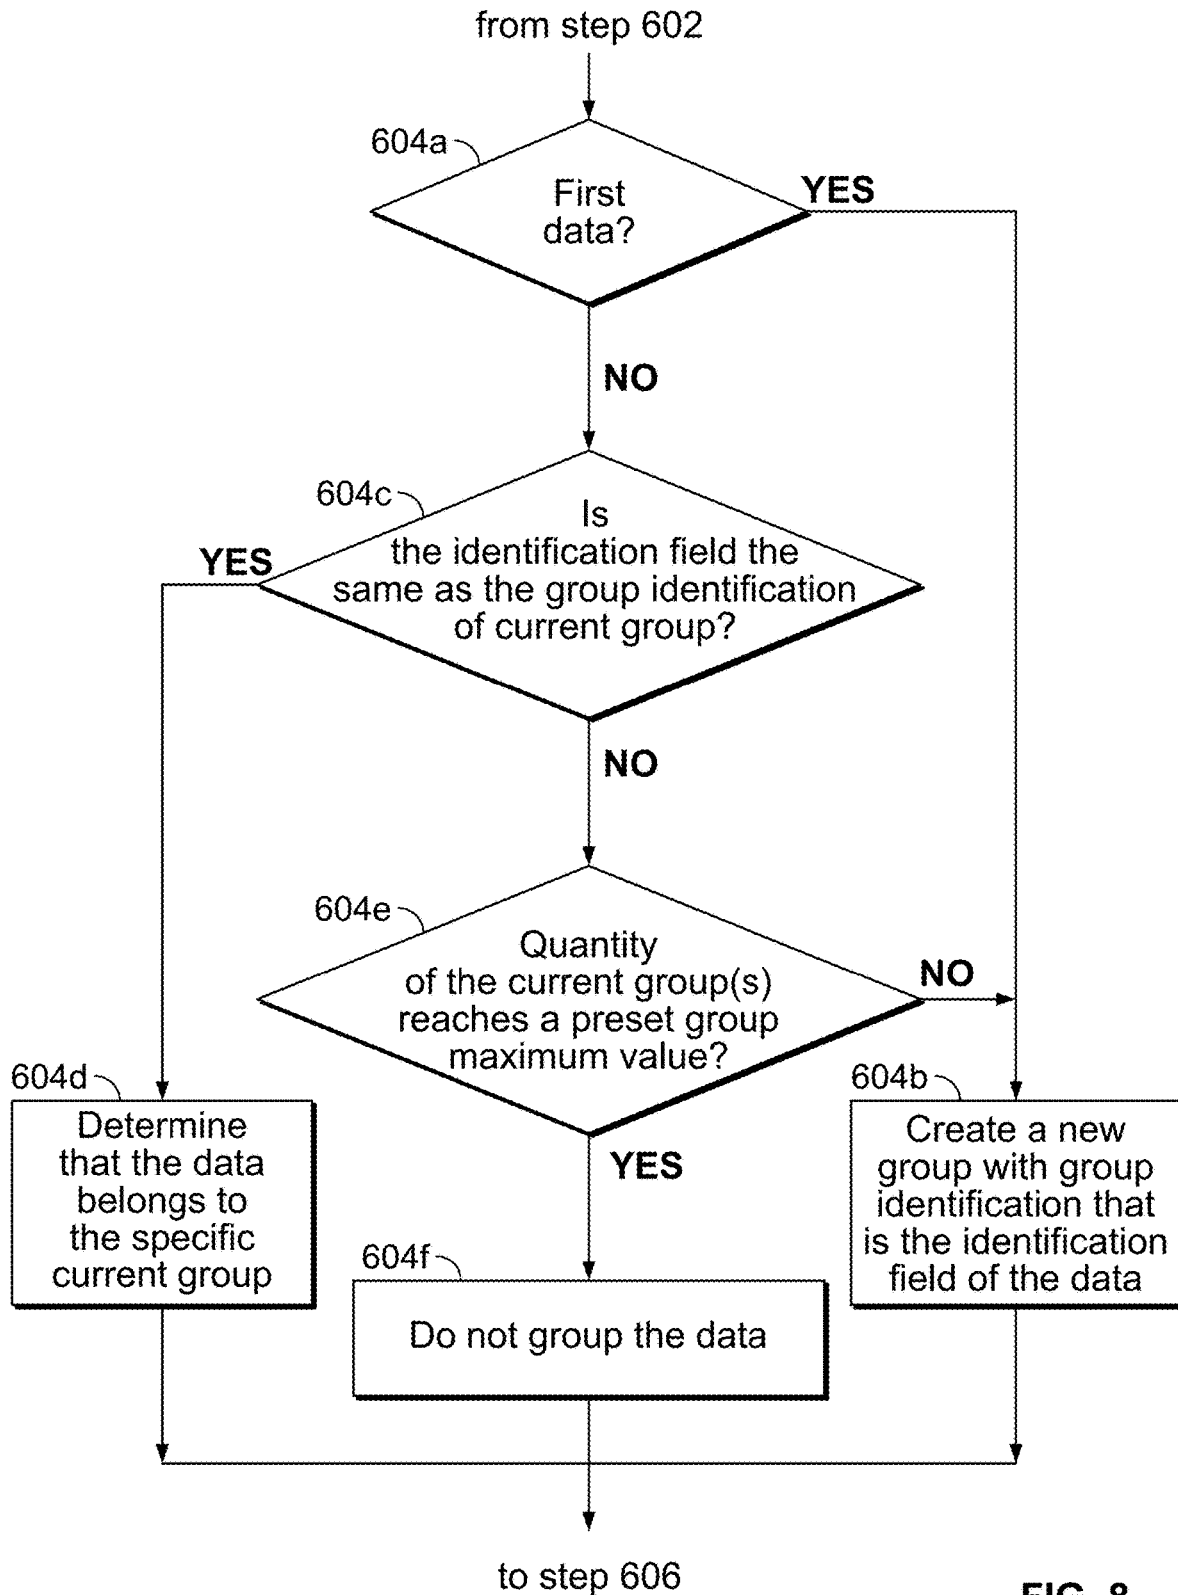 from step 602
604a
First
data?
YES
NO
604c
Is
the identification field the
same as the group identification
of current group?
YES
NO
604e
Quantity
of the current group(s)
reaches a preset group
maximum value?
NO
YES
604d
Determine
that the data
belongs to
the specific
current group
604b
Create a new
group with group
identification that
is the identification
field of the data
604f
Do not group the data
to step 606
FIG. 8